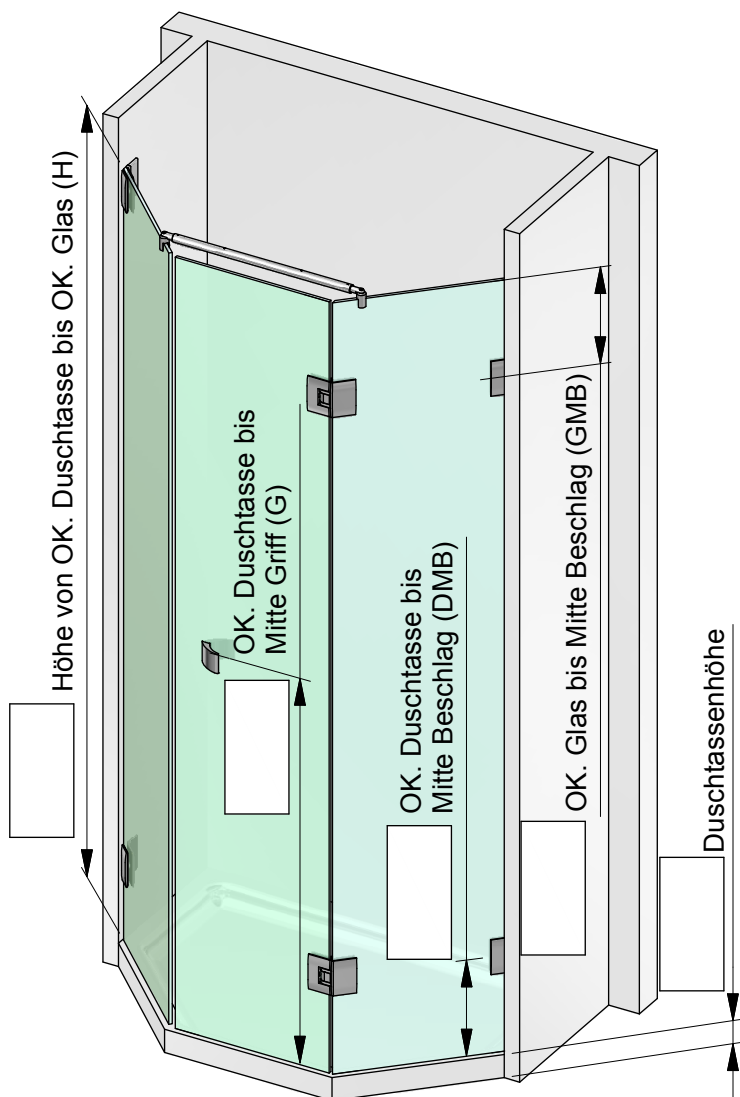 Höhe von OK. Duschtasse bis OK. Glas (H)
OK. Duschtasse bis
Mitte Griff (G)
OK. Duschtasse bis
Mitte Beschlag (DMB)
OK. Glas bis Mitte Beschlag (GMB)
Duschtassenhöhe